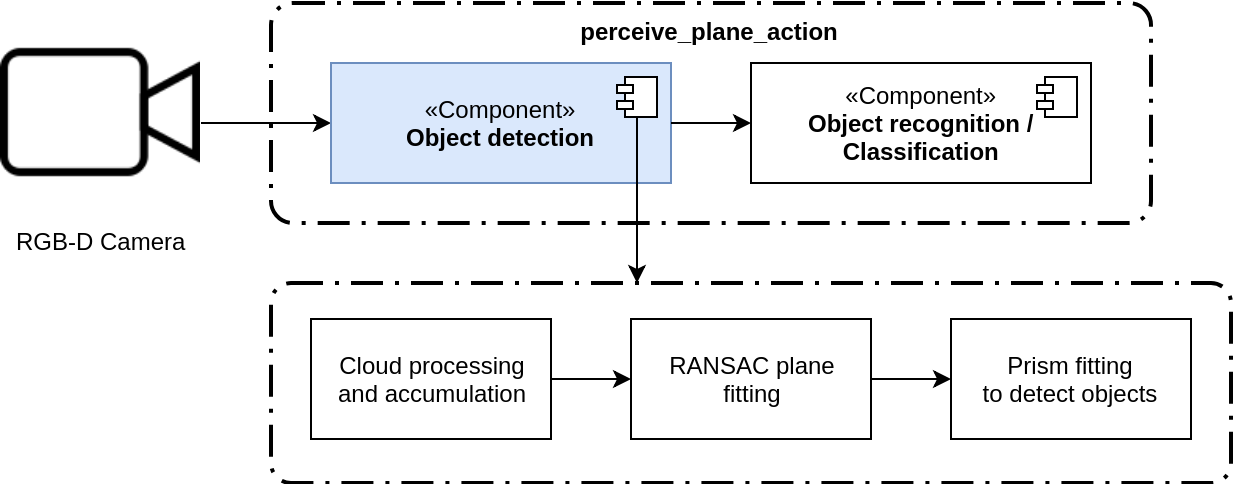 perceive_plane_action
«Component»
Object detection
«Component»
Object recognition /
Classification
RGB-D Camera
Cloud processing
and accumulation
RANSAC plane
fitting
Prism fitting
to detect objects